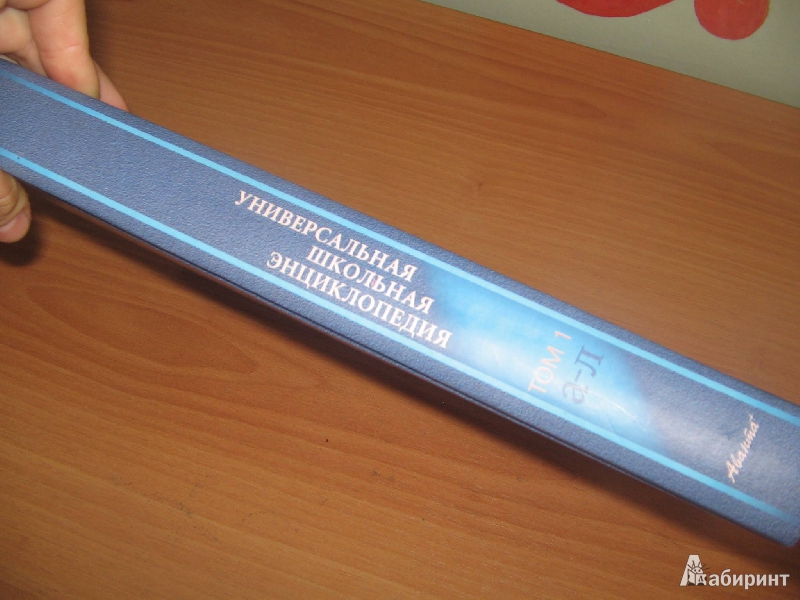 УНИВЕРСАЛЬНАЯ
ШКОЛЬНАЯ
ЭНЦИКЛОПЕДИЯ
ТОМ 1
а-л
Аванта+
Лабиринт